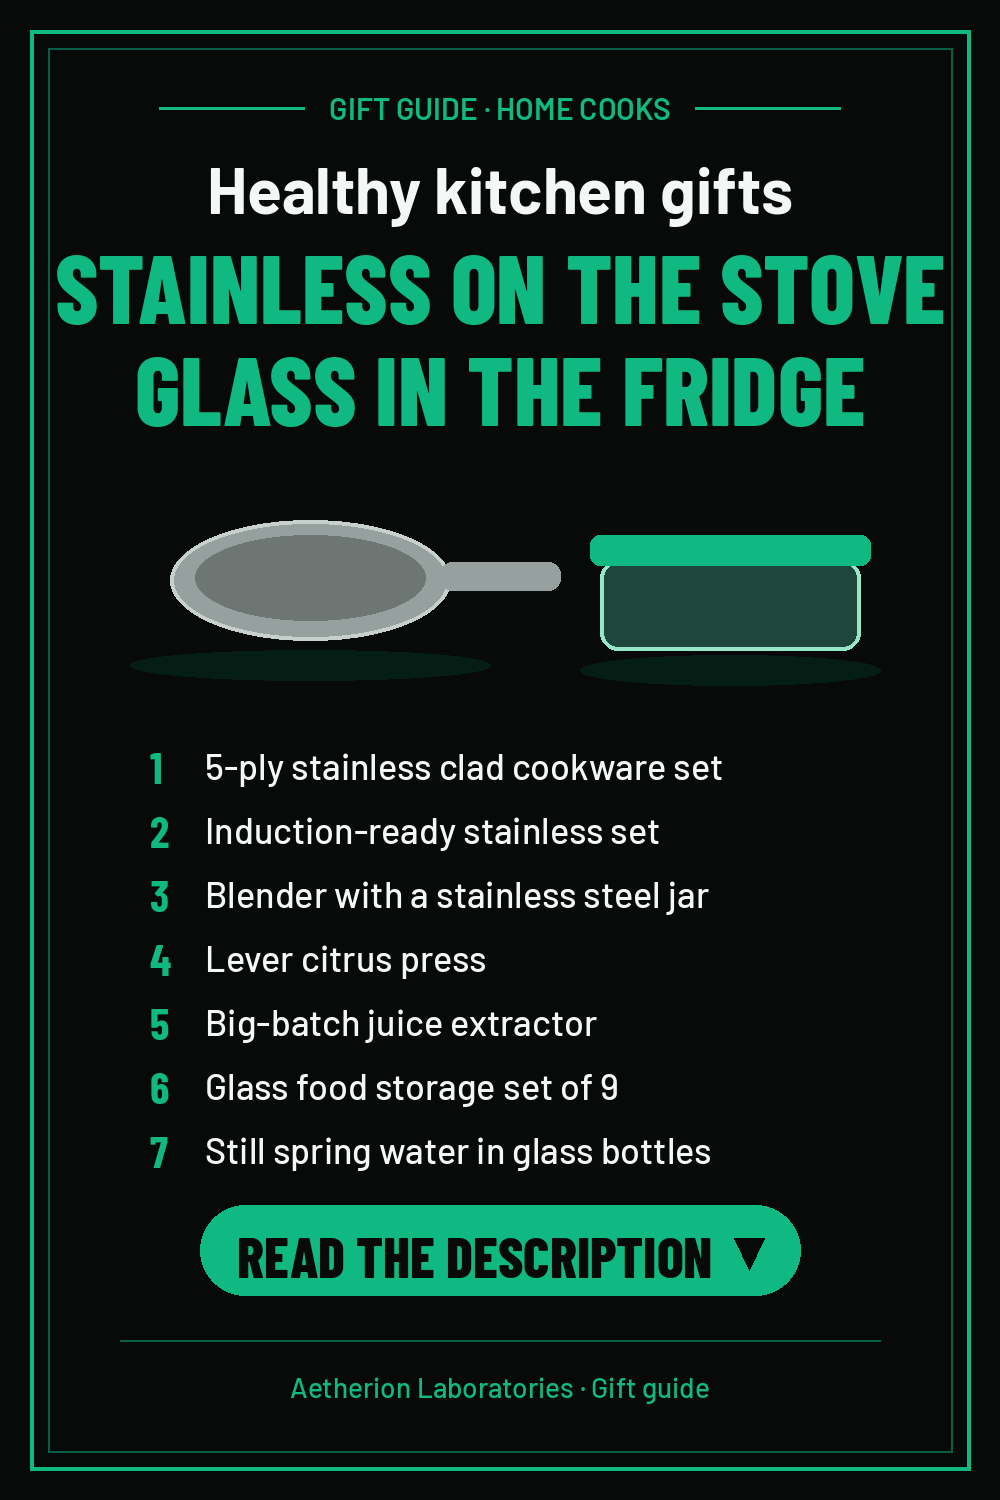 GIFT GUIDE · HOME COOKS
Healthy kitchen gifts
STAINLESS ON THE STOVE
GLASS IN THE FRIDGE
1 5-ply stainless clad cookware set
2 Induction-ready stainless set
3 Blender with a stainless steel jar
4 Lever citrus press
5 Big-batch juice extractor
6 Glass food storage set of 9
7 Still spring water in glass bottles
READ THE DESCRIPTION ▼
Aetherion Laboratories · Gift guide